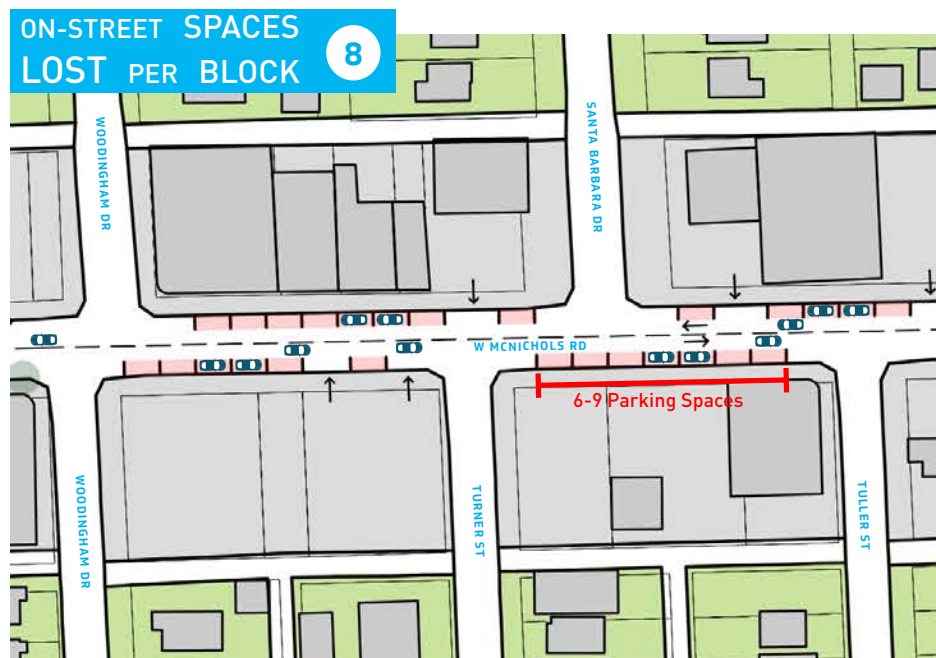 ON-STREET SPACES
LOST PER BLOCK
8
WOODINGHAM DR
SANTA BARBARA DR
W MCNICHOLS RD
6-9 Parking Spaces
WOODINGHAM DR
TURNER ST
TULLER ST